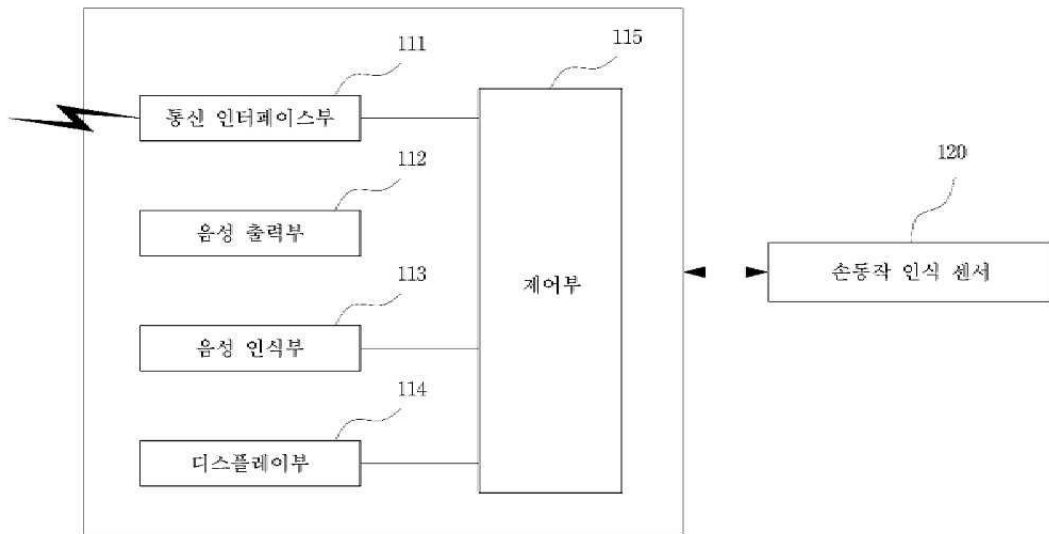 111
통신 인터페이스부
112
음성 출력부
113
음성 인식부
114
디스플레이부
115
제어부
120
손동작 인식 센서